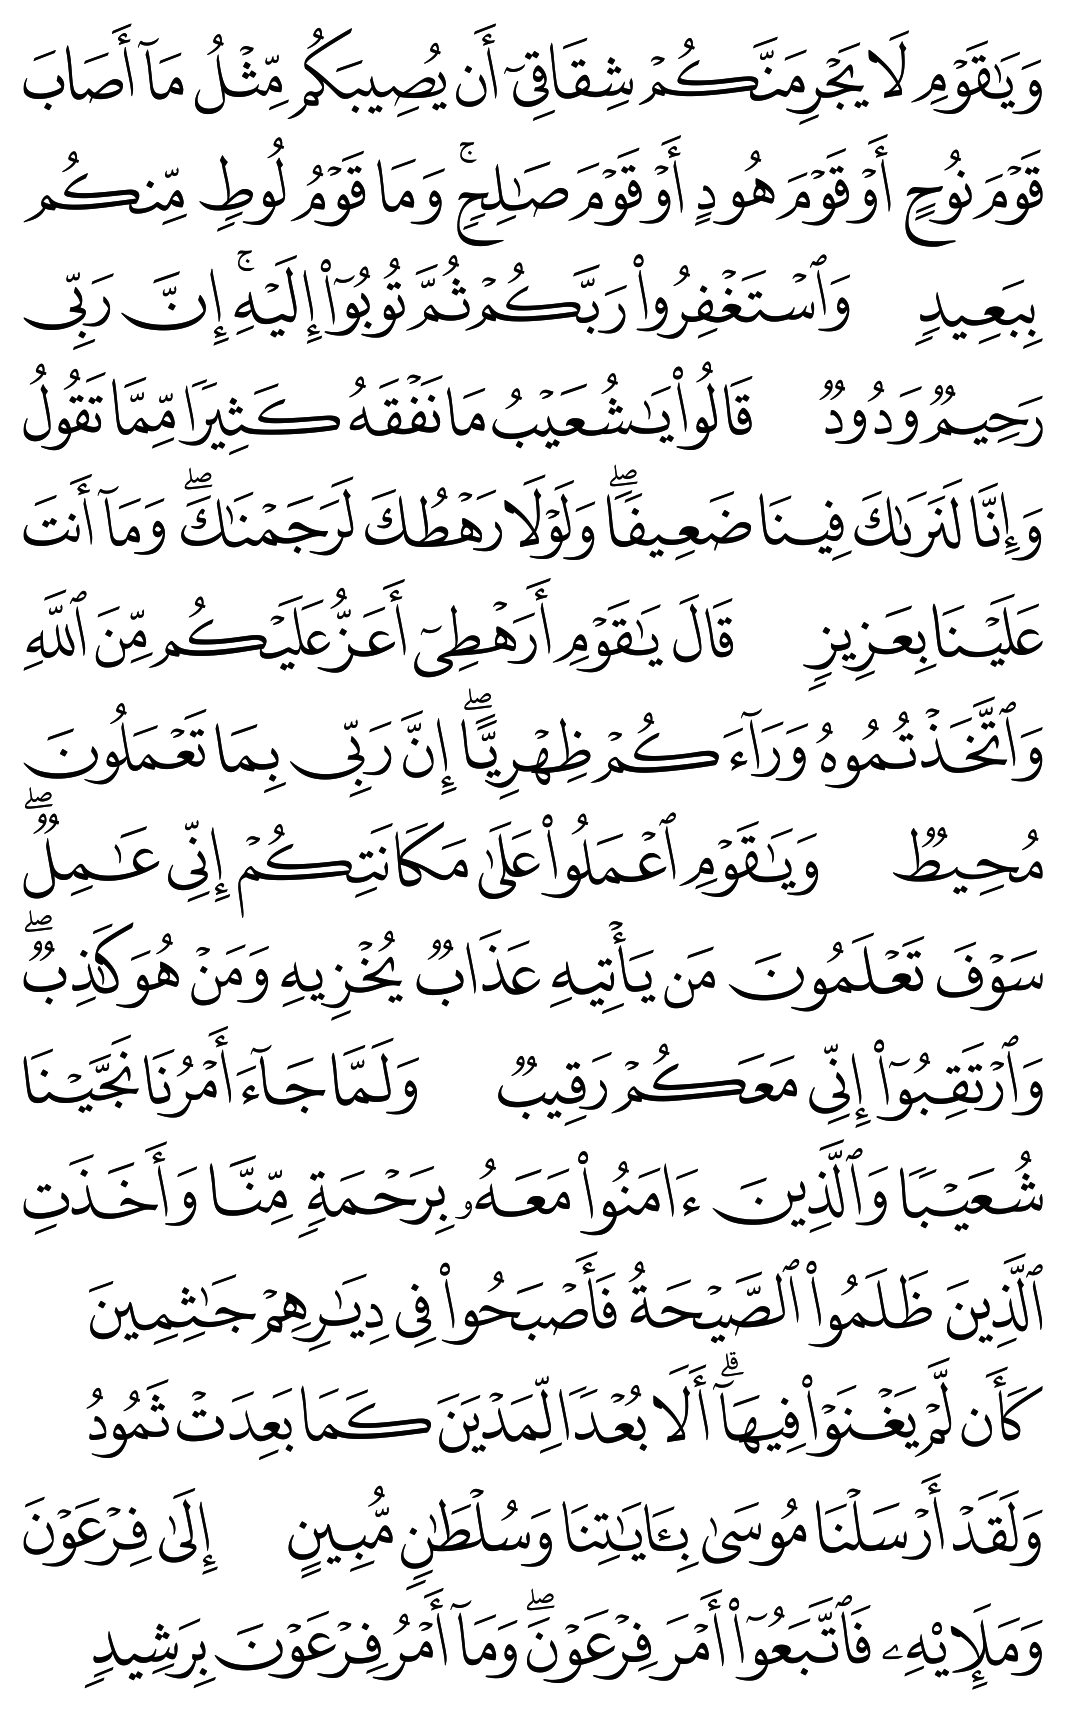 وَيَٰقَوۡمِ لَا يَجۡرِمَنَّكُمۡ شِقَاقِيٓ أَن يُصِيبَكُم مِّثۡلُ مَآ أَصَابَ
قَوۡمَ نُوحٍ أَوۡ قَوۡمَ هُودٍ أَوۡ قَوۡمَ صَٰلِحٖۚ وَمَا قَوۡمُ لُوطٖ مِّنكُم
بِبَعِيدٖ وَٱسۡتَغۡفِرُواْ رَبَّكُمۡ ثُمَّ تُوبُوٓاْ إِلَيۡهِۚ إِنَّ رَبِّي
رَحِيمٞ وَدُودٞ قَالُواْ يَٰشُعَيۡبُ مَا نَفۡقَهُ كَثِيرٗا مِّمَّا تَقُولُ
وَإِنَّا لَنَرَىٰكَ فِينَا ضَعِيفٗاۖ وَلَوۡلَا رَهۡطُكَ لَرَجَمۡنَٰكَۖ وَمَآ أَنتَ
عَلَيۡنَا بِعَزِيزٖ قَالَ يَٰقَوۡمِ أَرَهۡطِيٓ أَعَزُّ عَلَيۡكُم مِّنَ ٱللَّهِ
وَٱتَّخَذۡتُمُوهُ وَرَآءَكُمۡ ظِهۡرِيًّاۖ إِنَّ رَبِّي بِمَا تَعۡمَلُونَ
مُحِيطٞ وَيَٰقَوۡمِ ٱعۡمَلُواْ عَلَىٰ مَكَانَتِكُمۡ إِنِّي عَٰمِلٞۖ
سَوۡفَ تَعۡلَمُونَ مَن يَأۡتِيهِ عَذَابٞ يُخۡزِيهِ وَمَنۡ هُوَ كَٰذِبٞۖ
وَٱرۡتَقِبُوٓاْ إِنِّي مَعَكُمۡ رَقِيبٞ وَلَمَّا جَآءَ أَمۡرُنَا نَجَّيۡنَا
شُعَيۡبٗا وَٱلَّذِينَ ءَامَنُواْ مَعَهُۥ بِرَحۡمَةٖ مِّنَّا وَأَخَذَتِ
ٱلَّذِينَ ظَلَمُواْ ٱلصَّيۡحَةُ فَأَصۡبَحُواْ فِي دِيَٰرِهِمۡ جَٰثِمِينَ
كَأَن لَّمۡ يَغۡنَوۡاْ فِيهَآۗ أَلَا بُعۡدٗا لِّمَدۡيَنَ كَمَا بَعِدَتۡ ثَمُودُ
وَلَقَدۡ أَرۡسَلۡنَا مُوسَىٰ بِـَٔايَٰتِنَا وَسُلۡطَٰنٖ مُّبِينٍ إِلَىٰ فِرۡعَوۡنَ
وَمَلَإِيْهِۦ فَٱتَّبَعُوٓاْ أَمۡرَ فِرۡعَوۡنَۖ وَمَآ أَمۡرُ فِرۡعَوۡنَ بِرَشِيدٖ